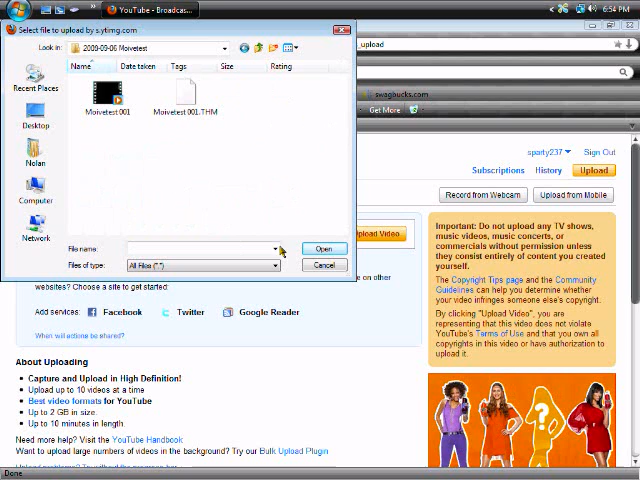 YouTube - Broadcas...
6:54 PM
Select file to upload by s.ytimg.com
Look in:
2009-09-06 Moivetest
_upload
Name
Date taken
Tags
Size
Rating
swagbucks.com
Get More
Recent Places
Desktop
Nolan
Computer
Network
Moivetest 001
Moivetest 001.THM
sparty237
Sign Out
Subscriptions
History
Upload
Record from Webcam
Upload from Mobile
Upload Video
File name:
Open
Files of type:
All Files (*.*)
Cancel
Important: Do not upload any TV shows,
music videos, music concerts, or
commercials without permission unless
they consist entirely of content you created
yourself.
The Copyright Tips page and the Community
Guidelines can help you determine whether
your video infringes someone else's copyright.
By clicking "Upload Video", you are
representing that this video does not violate
YouTube's Terms of Use and that you own all
copyrights in this video or have authorization to
upload it.
on other
websites? Choose a site to get started:
Add services:
Facebook
Twitter
Google Reader
When will actions be shared?
About Uploading
Capture and Upload in High Definition!
Upload up to 10 videos at a time
Best video formats for YouTube
Up to 2 GB in size.
Up to 10 minutes in length.
Need more help? Visit the YouTube Handbook
Want to upload large numbers of videos in the background? Try our Bulk Upload Plugin
Done